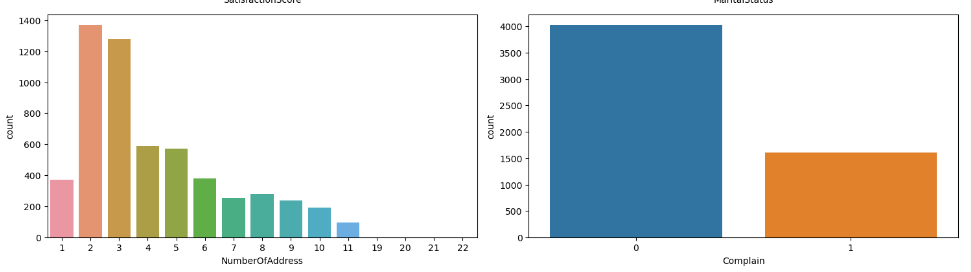 SatisfactionScore
MaritalStatus
1400
1200
1000
800
600
400
200
0
count
1 2 3 4 5 6 7 8 9 10 11 19 20 21 22
NumberOfAddress
4000
3500
3000
2500
2000
1500
1000
500
0
count
0 1
Complain